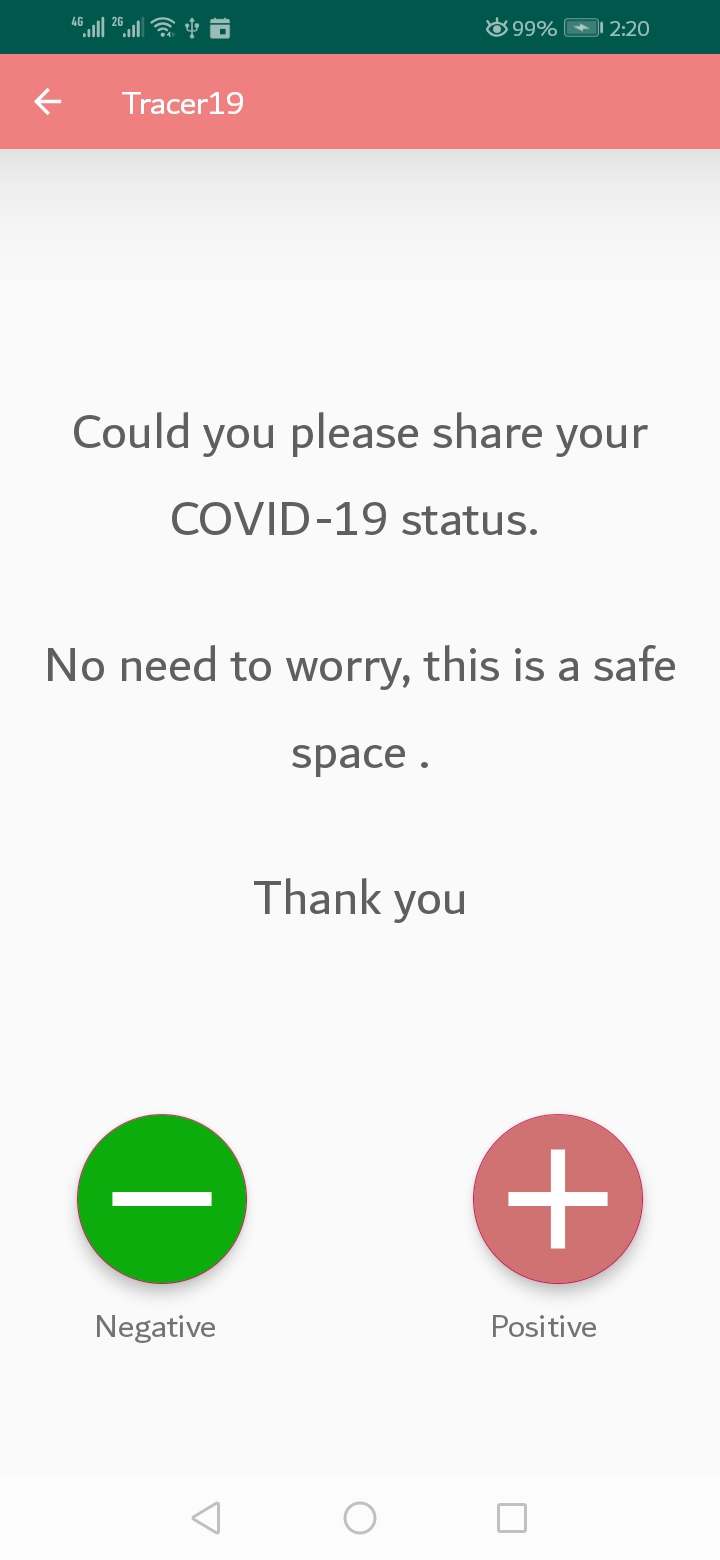 4G 2G 99% 2:20
Tracer19
Could you please share your
COVID-19 status.
No need to worry, this is a safe
space .
Thank you
Negative Positive